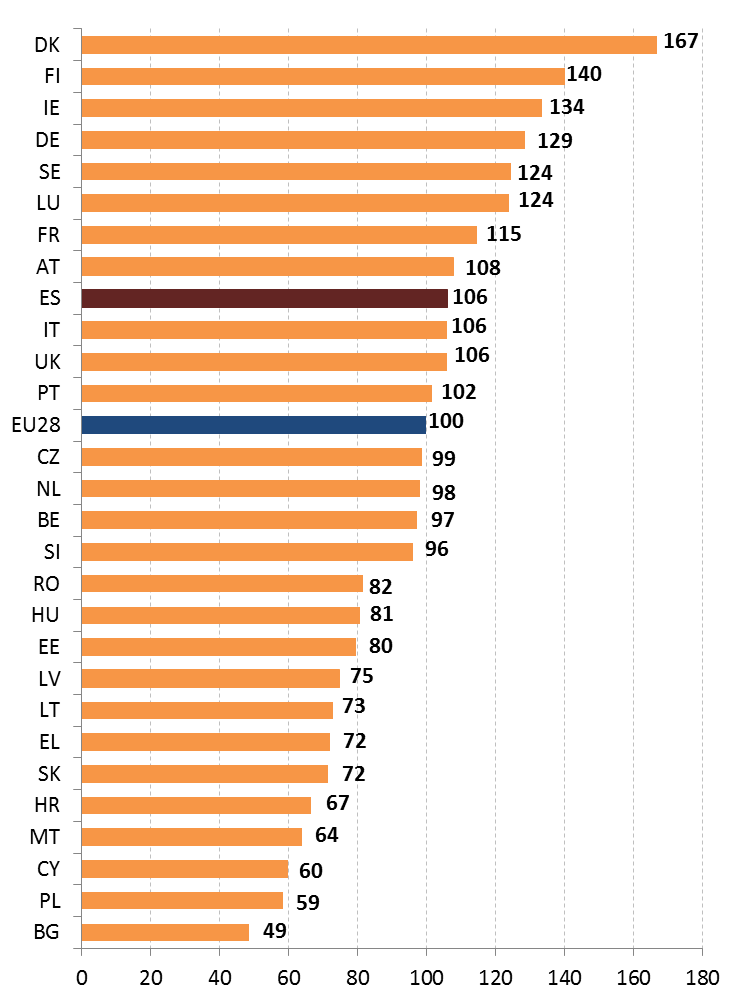 DK 167
FI 140
IE 134
DE 129
SE 124
LU 124
FR 115
AT 108
ES 106
IT 106
UK 106
PT 102
EU28 100
CZ 99
NL 98
BE 97
SI 96
RO 82
HU 81
EE 80
LV 75
LT 73
EL 72
SK 72
HR 67
MT 64
CY 60
PL 59
BG 49
0 20 40 60 80 100 120 140 160 180